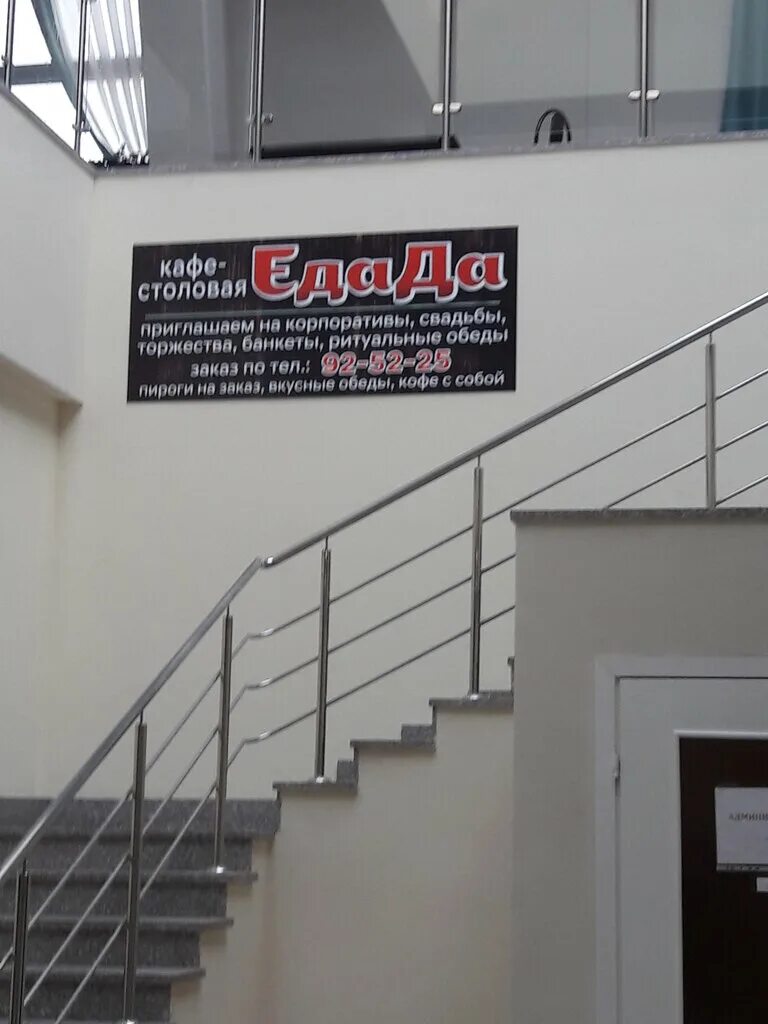 кафе-
столовая ЕдаДа
приглашаем на корпоративы, свадьбы,
торжества, банкеты, ритуальные обеды
заказ по тел.: 92-52-25
пироги на заказ, вкусные обеды, кофе с собой